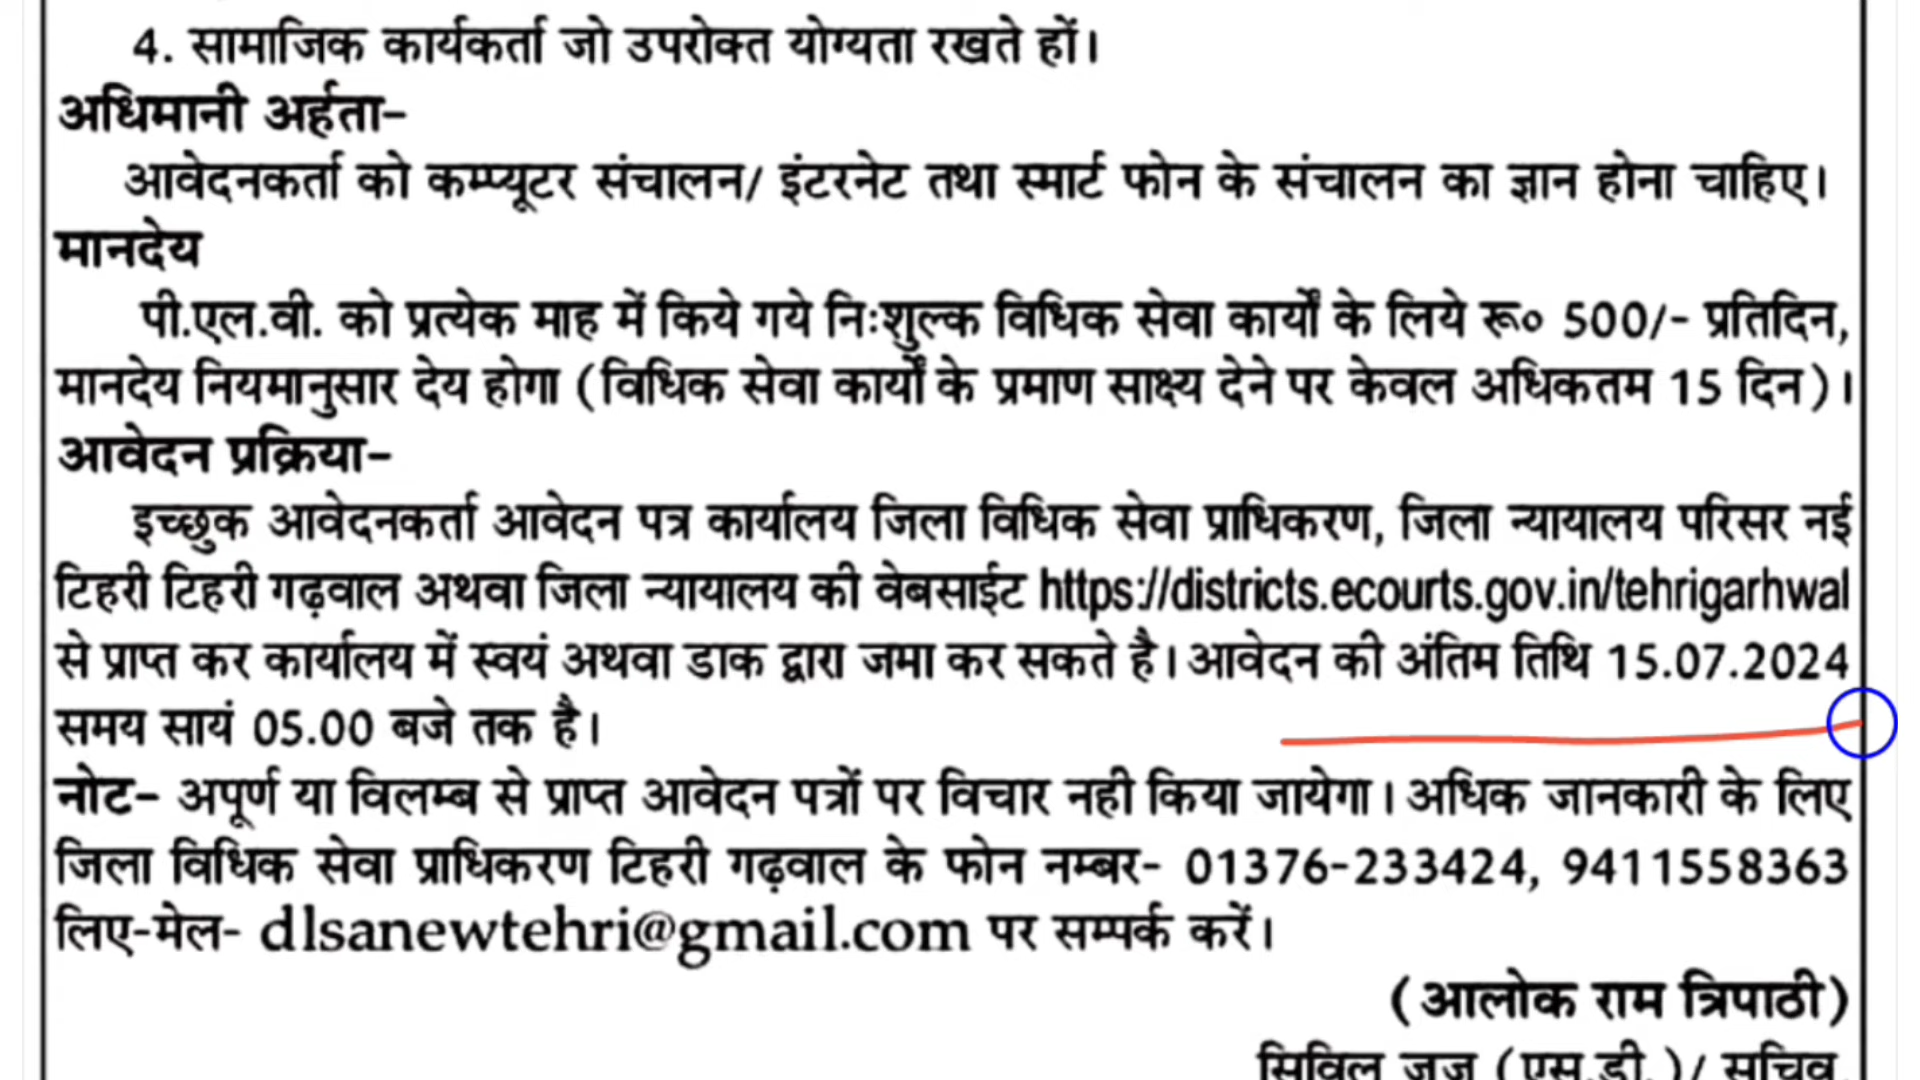 4. सामाजिक कार्यकर्ता जो उपरोक्त योग्यता रखते हों।
अधिमानी अर्हता-
आवेदनकर्ता को कम्प्यूटर संचालन/ इंटरनेट तथा स्मार्ट फोन के संचालन का ज्ञान होना चाहिए।
मानदेय
पी.एल.वी. को प्रत्येक माह में किये गये निःशुल्क विधिक सेवा कार्यों के लिये रू० 500/- प्रतिदिन,
मानदेय नियमानुसार देय होगा (विधिक सेवा कार्यों के प्रमाण साक्ष्य देने पर केवल अधिकतम 15 दिन)।
आवेदन प्रक्रिया-
इच्छुक आवेदनकर्ता आवेदन पत्र कार्यालय जिला विधिक सेवा प्राधिकरण, जिला न्यायालय परिसर नई
टिहरी टिहरी गढ़वाल अथवा जिला न्यायालय की वेबसाईट https://districts.ecourts.gov.in/tehrigarhwal
से प्राप्त कर कार्यालय में स्वयं अथवा डाक द्वारा जमा कर सकते है। आवेदन की अंतिम तिथि 15.07.2024
समय सायं 05.00 बजे तक है।
नोट- अपूर्ण या विलम्ब से प्राप्त आवेदन पत्रों पर विचार नही किया जायेगा। अधिक जानकारी के लिए
जिला विधिक सेवा प्राधिकरण टिहरी गढ़वाल के फोन नम्बर- 01376-233424, 9411558363
लिए-मेल- dlsanewtehri@gmail.com पर सम्पर्क करें।
(आलोक राम त्रिपाठी)
सिविल जज (एस.डी.)/ सचिव,